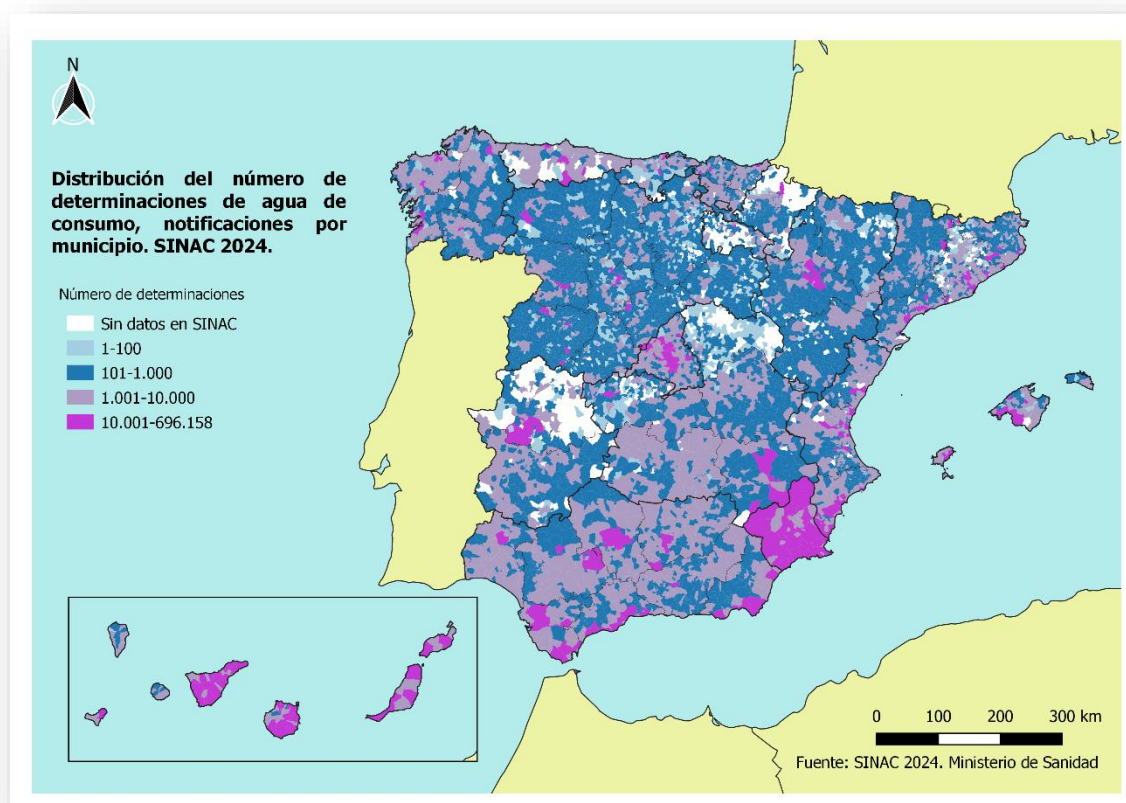 N
Distribución del número de
determinaciones de agua de
consumo, notificaciones por
municipio. SINAC 2024.
Número de determinaciones
Sin datos en SINAC
1-100
101-1.000
1.001-10.000
10.001-696.158
0 100 200 300 km
Fuente: SINAC 2024. Ministerio de Sanidad